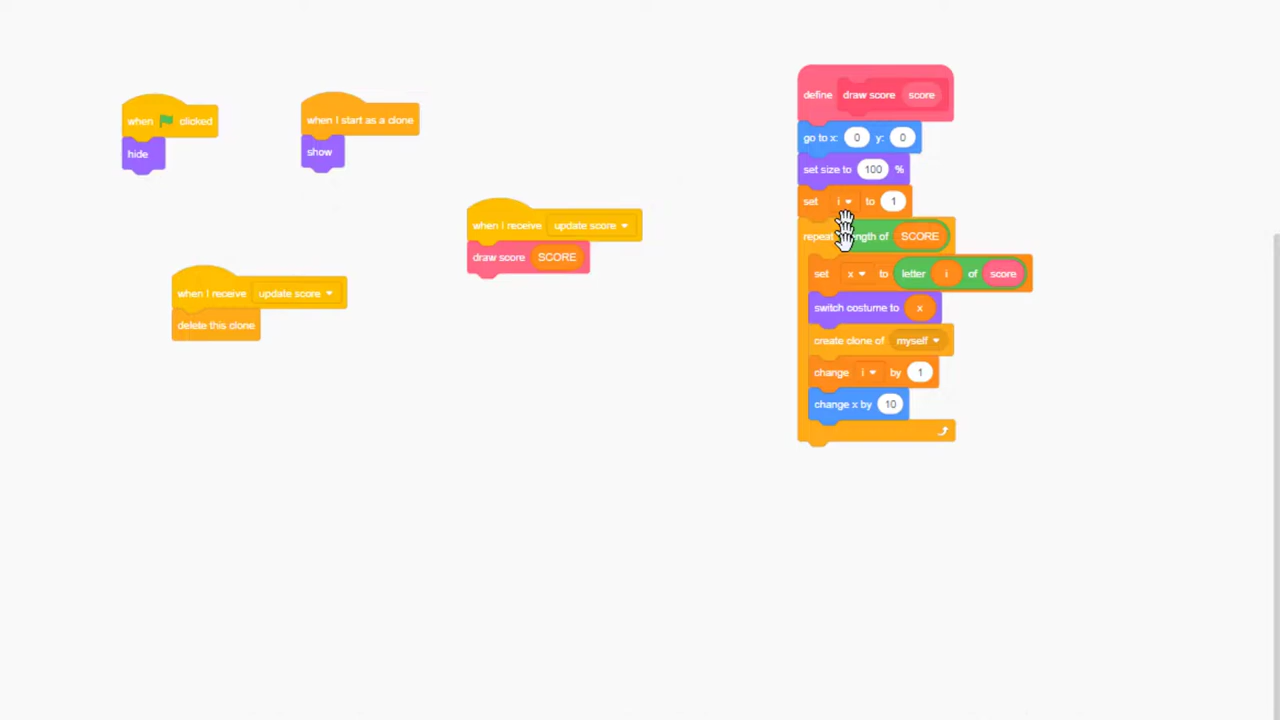 when clicked
hide
when I start as a clone
show
when I receive update score
delete this clone
when I receive update score
draw score SCORE
define draw score score
go to x: 0 y: 0
set size to 100 %
set i to 1
repeat of SCORE
set x to letter i of score
switch costume to x
create clone of myself
change i by 1
change x by 10